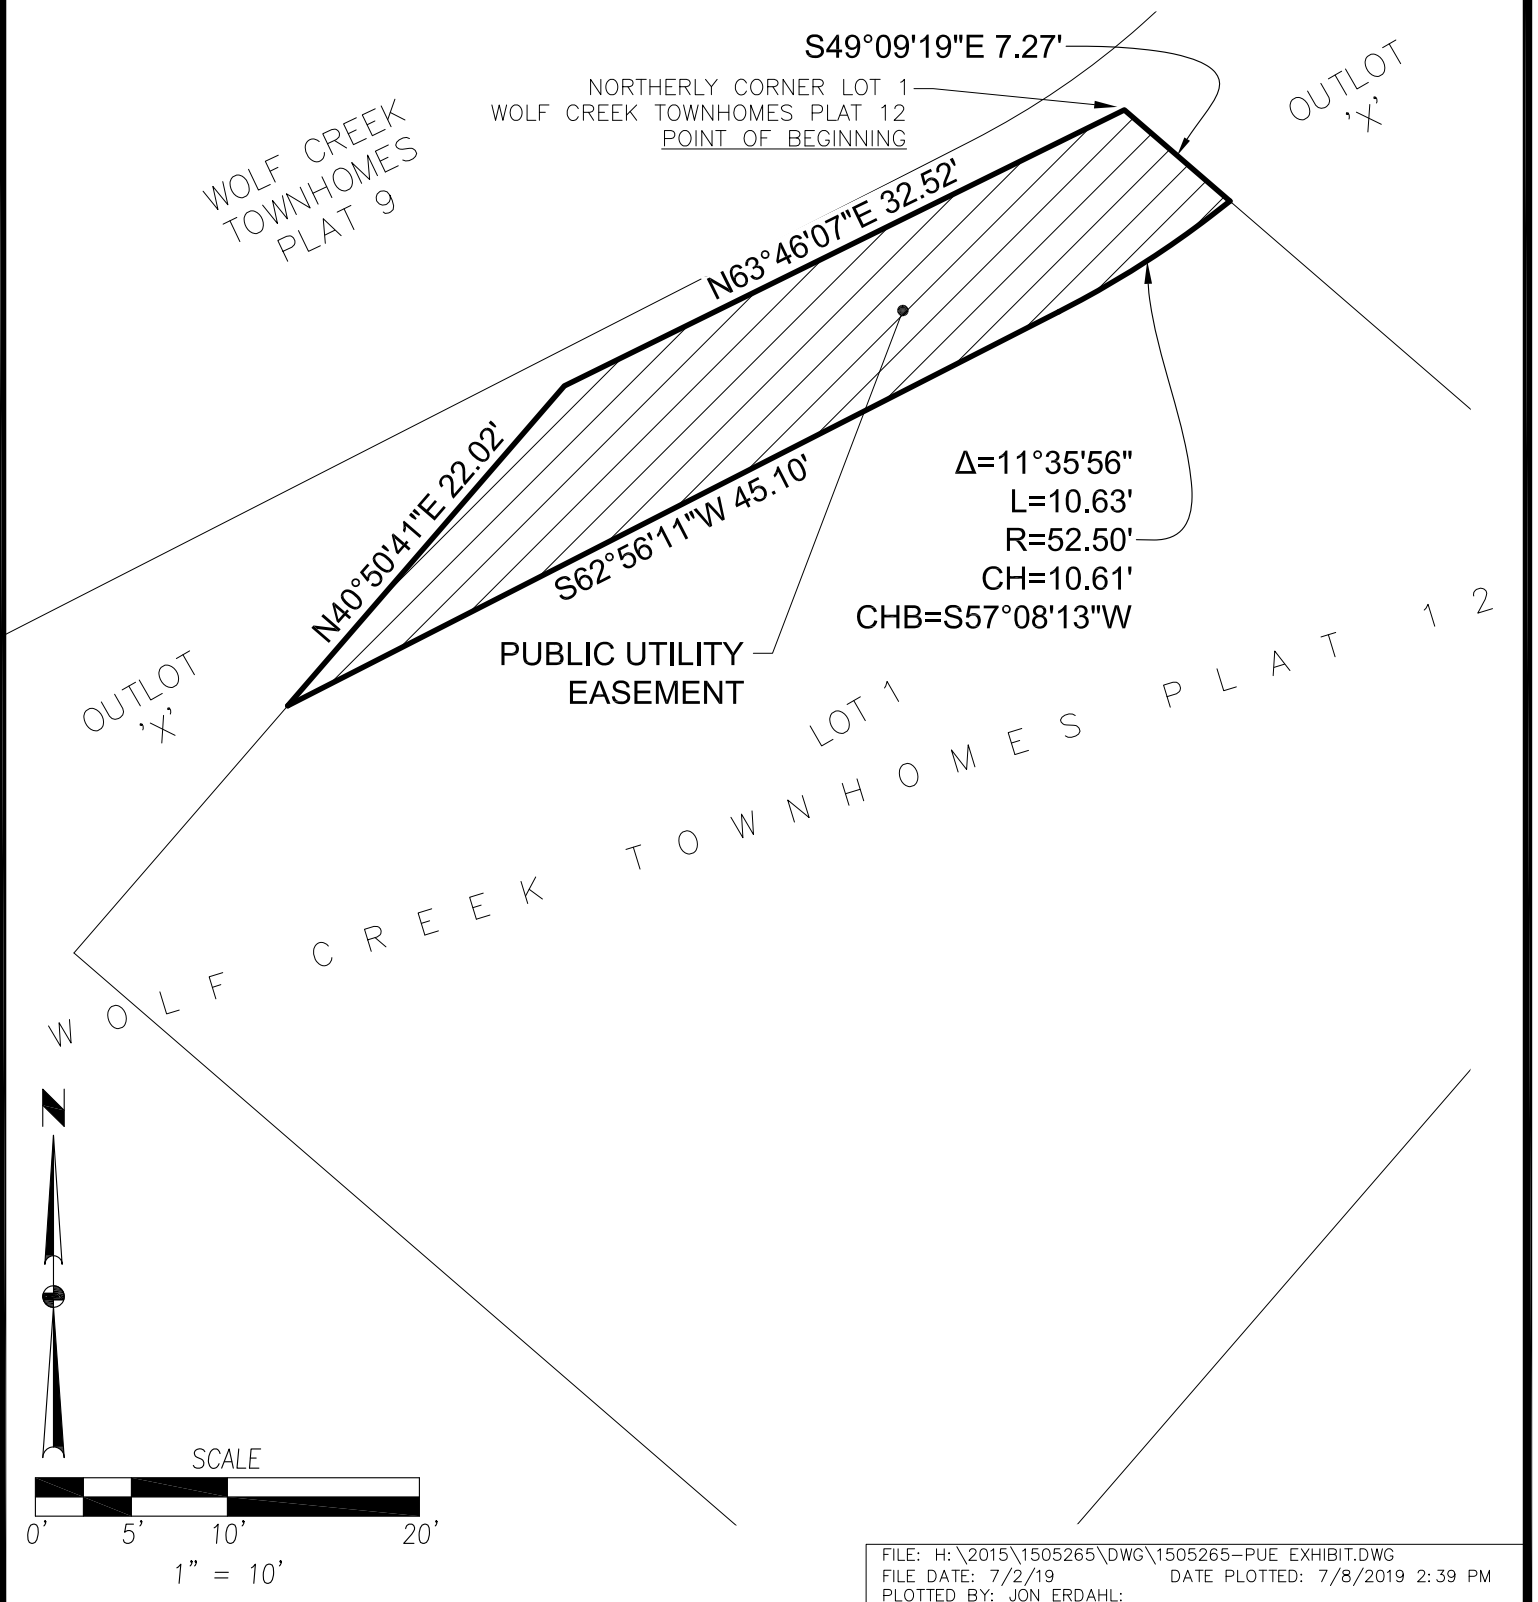 S49°09'19"E 7.27'
NORTHERLY CORNER LOT 1
WOLF CREEK TOWNHOMES PLAT 12
POINT OF BEGINNING
OUTLOT
'X'
WOLF CREEK
TOWNHOMES
PLAT 9
N63°46'07"E 32.52'
N40°50'41"E 22.02'
S62°56'11"W 45.10'
Δ=11°35'56"
L=10.63'
R=52.50'
CH=10.61'
CHB=S57°08'13"W
PUBLIC UTILITY
EASEMENT
OUTLOT
'X'
LOT 1
WOLF CREEK TOWNHOMES PLAT 12
N
SCALE
0' 5' 10' 20'
1" = 10'
FILE: H:\2015\1505265\DWG\1505265-PUE EXHIBIT.DWG
FILE DATE: 7/2/19 DATE PLOTTED: 7/8/2019 2:39 PM
PLOTTED BY: JON ERDAHL: